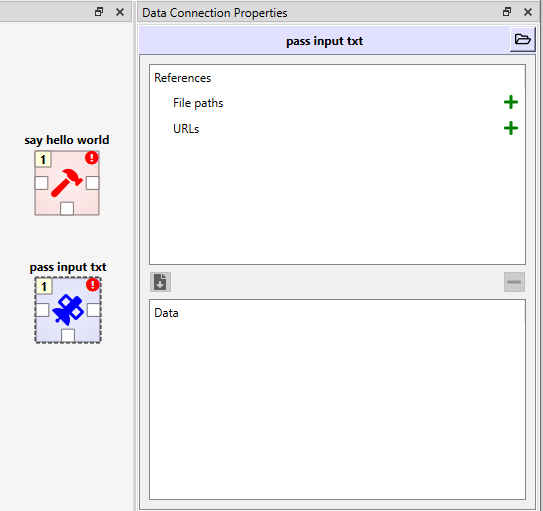 Data Connection Properties
pass input txt
References
File paths
URLs
say hello world
1
pass input txt
1
Data